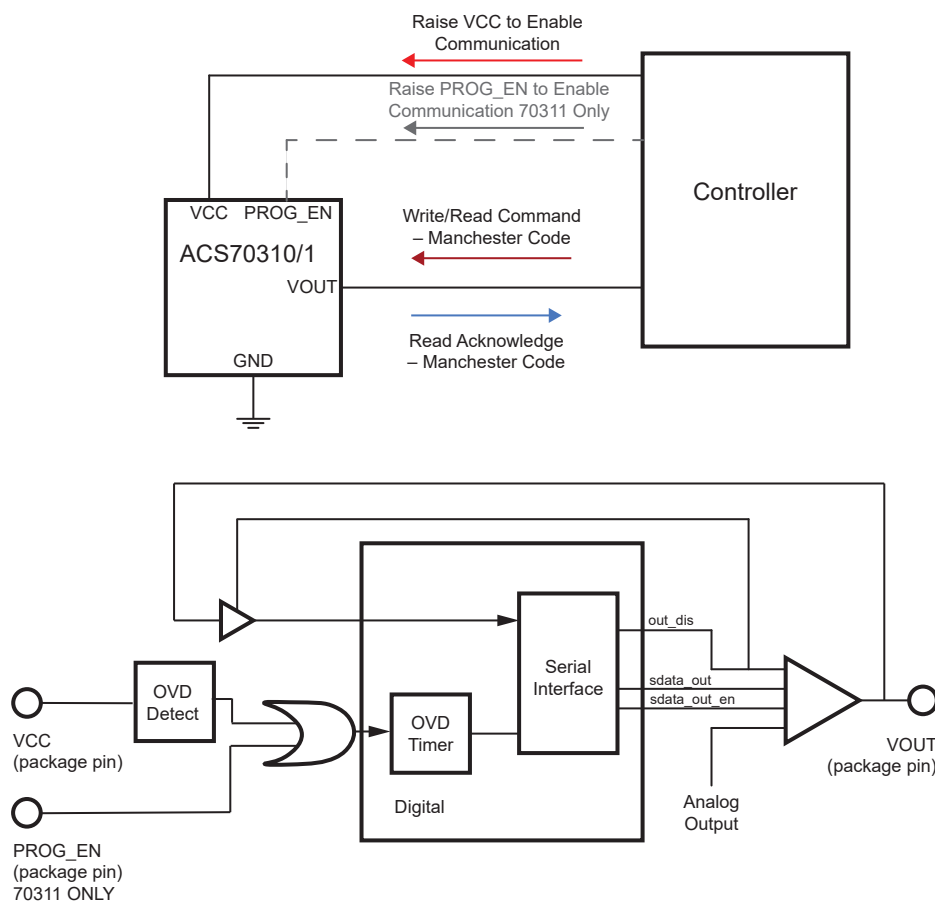 Raise VCC to Enable
Communication
Raise PROG_EN to Enable
Communication 70311 Only
Controller
VCC PROG_EN
ACS70310/1
VOUT
GND
Write/Read Command
– Manchester Code
Read Acknowledge
– Manchester Code
out_dis
Serial
Interface
sdata_out
sdata_out_en
OVD
Detect
OVD
Timer
VCC
(package pin)
VOUT
(package pin)
Digital
Analog
Output
PROG_EN
(package pin)
70311 ONLY